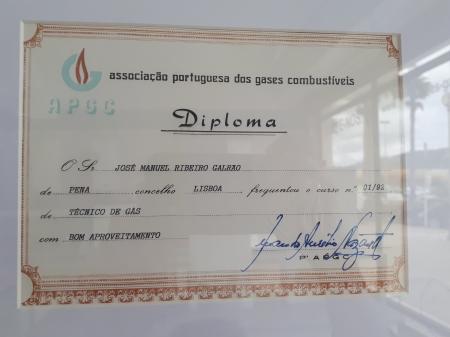 associação portuguesa dos gases combustíveis
APGC
Diploma
O Sr. JOSÉ MANUEL RIBEIRO GALRÃO
de PENA concelho LISBOA frequentou o curso n.º 01/92
de TÉCNICO DE GÁS
com BOM APROVEITAMENTO
APGC